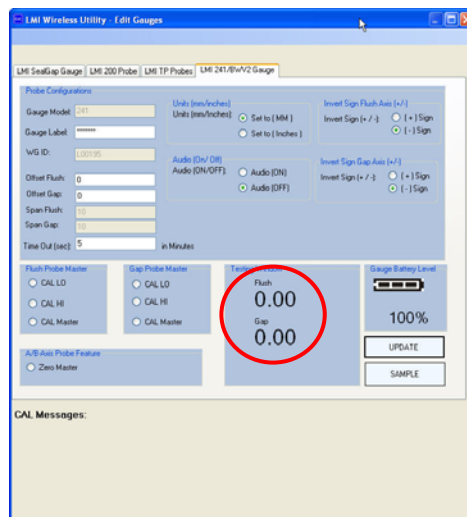 LMI Wireless Utility - Edit Gauges
LMI SealGap Gauge LMI 200 Probe LMI TP Probes LMI 241/BW/V2 Gauge
Probe Configurations
Gauge Model: 241
Gauge Label: *******
WG ID: L00195
Offset Flush: 0
Offset Gap: 0
Span Flush: 10
Span Gap: 10
Time Out (sec): 5 in Minutes
Units (mm/inches)
Units (mm/inches): Set to ( MM )
Set to ( Inches )
Audio (On/ Off)
Audio (ON/OFF): Audio (ON)
Audio (OFF)
Invert Sign Flush Axis (+/-)
Invert Sign (+ / -): ( + ) Sign
( - ) Sign
Invert Sign Gap Axis (+/-)
Invert Sign (+ / -): ( + ) Sign
( - ) Sign
Flush Probe Master
CAL LO
CAL HI
CAL Master
Gap Probe Master
CAL LO
CAL HI
CAL Master
Flush
0.00
Gap
0.00
Gauge Battery Level
100%
A/B Axis Probe Feature
Zero Master
UPDATE
SAMPLE
CAL Messages: